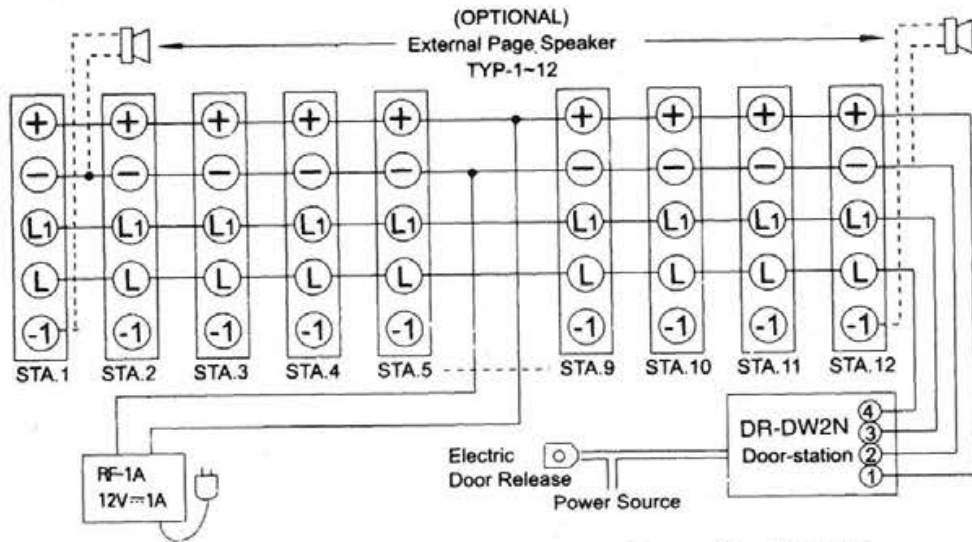 (OPTIONAL)
External Page Speaker
TYP-1~12
+ + + + + + + + +
− − − − − − − − −
L1 L1 L1 L1 L1 L1 L1 L1 L1
L L L L L L L L L
-1 -1 -1 -1 -1 -1 -1 -1 -1
STA.1 STA.2 STA.3 STA.4 STA.5 STA.9 STA.10 STA.11 STA.12
RF-1A
12V⎓1A
Electric
Door Release
Power Source
DR-DW2N
Door-station
4
3
2
1